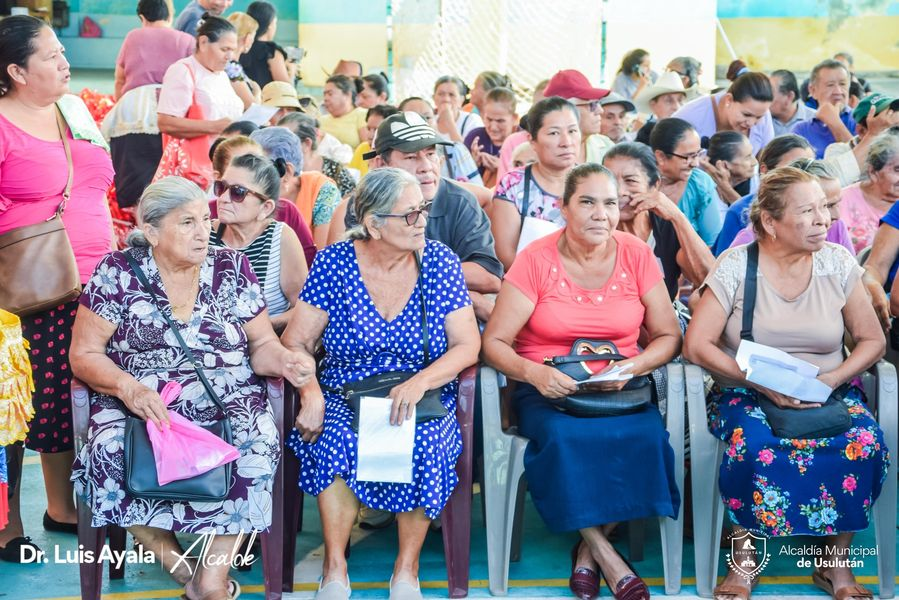 Dr. Luis Ayala | Alcalde
Alcaldía Municipal
de Usulután